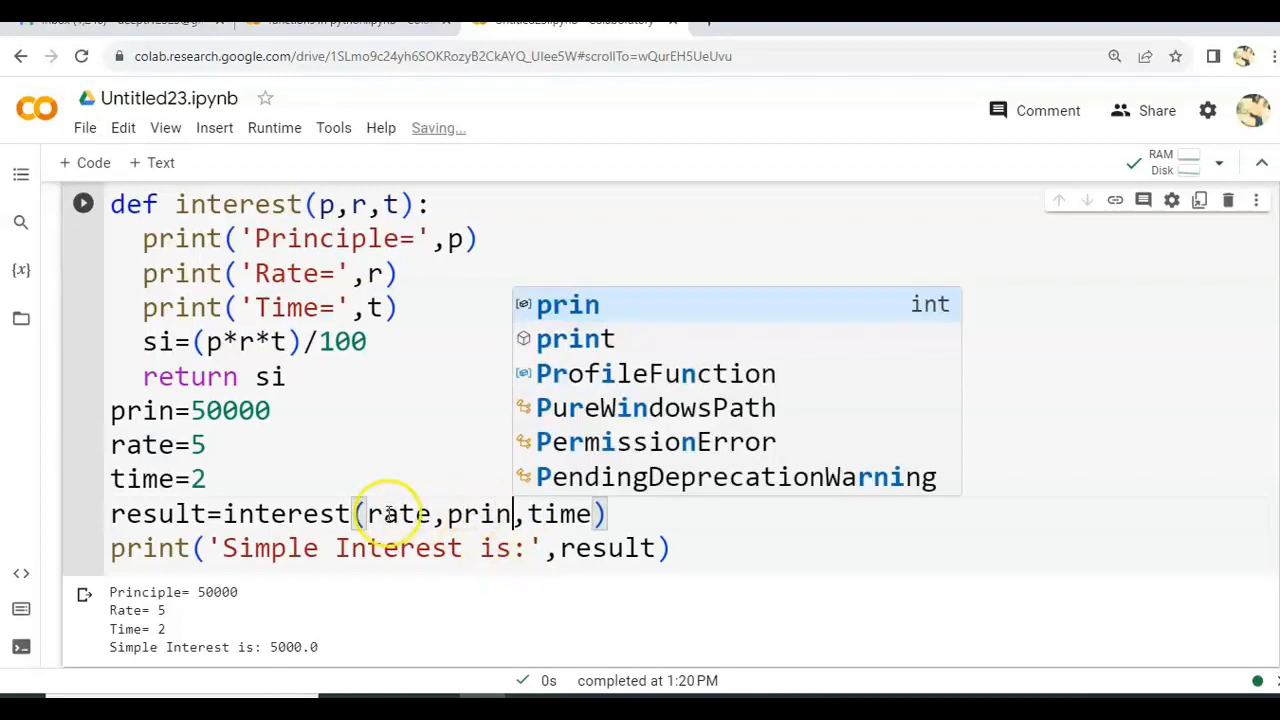 colab.research.google.com/drive/1SLmo9c24yh6SOKRozyB2CkAYQ_UIee5W#scrollTo=wQurEH5UeUvu
CO
Untitled23.ipynb
Comment
Share
File Edit View Insert Runtime Tools Help Saving...
+ Code + Text
RAM
Disk
def interest(p,r,t):
print('Principle=',p)
print('Rate=',r)
print('Time=',t)
si=(p*r*t)/100
return si
prin=50000
rate=5
time=2
result=interest(rate,prin,time)
print('Simple Interest is:',result)
prin int
print
ProfileFunction
PureWindowsPath
PermissionError
PendingDeprecationWarning
Principle= 50000
Rate= 5
Time= 2
Simple Interest is: 5000.0
0s completed at 1:20 PM